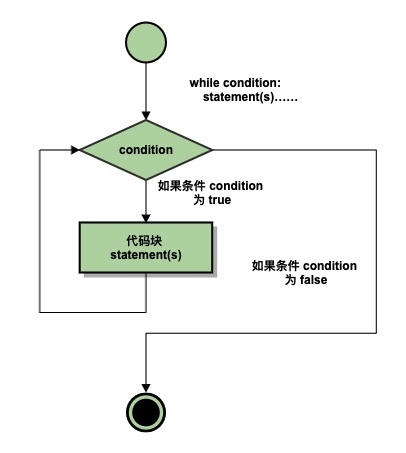 while condition:
statement(s)……
condition
如果条件 condition
为 true
代码块
statement(s)
如果条件 condition
为 false